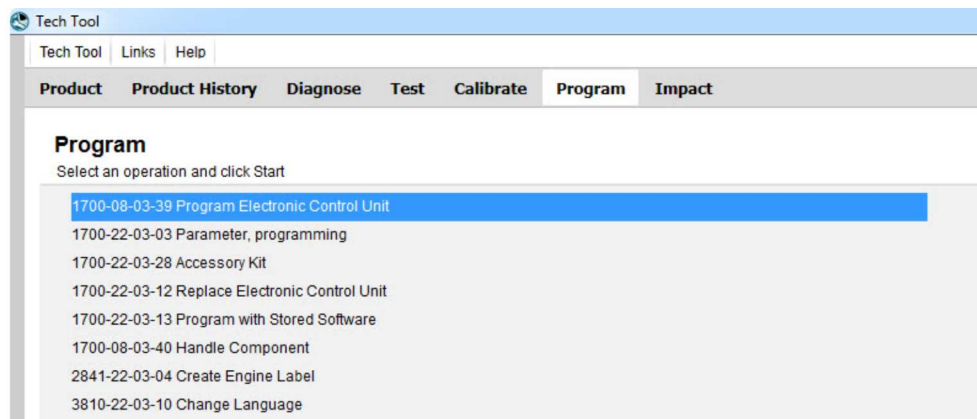 Tech Tool
Tech Tool Links Help
Product Product History Diagnose Test Calibrate Program Impact
Program
Select an operation and click Start
1700-08-03-39 Program Electronic Control Unit
1700-22-03-03 Parameter, programming
1700-22-03-28 Accessory Kit
1700-22-03-12 Replace Electronic Control Unit
1700-22-03-13 Program with Stored Software
1700-08-03-40 Handle Component
2841-22-03-04 Create Engine Label
3810-22-03-10 Change Language